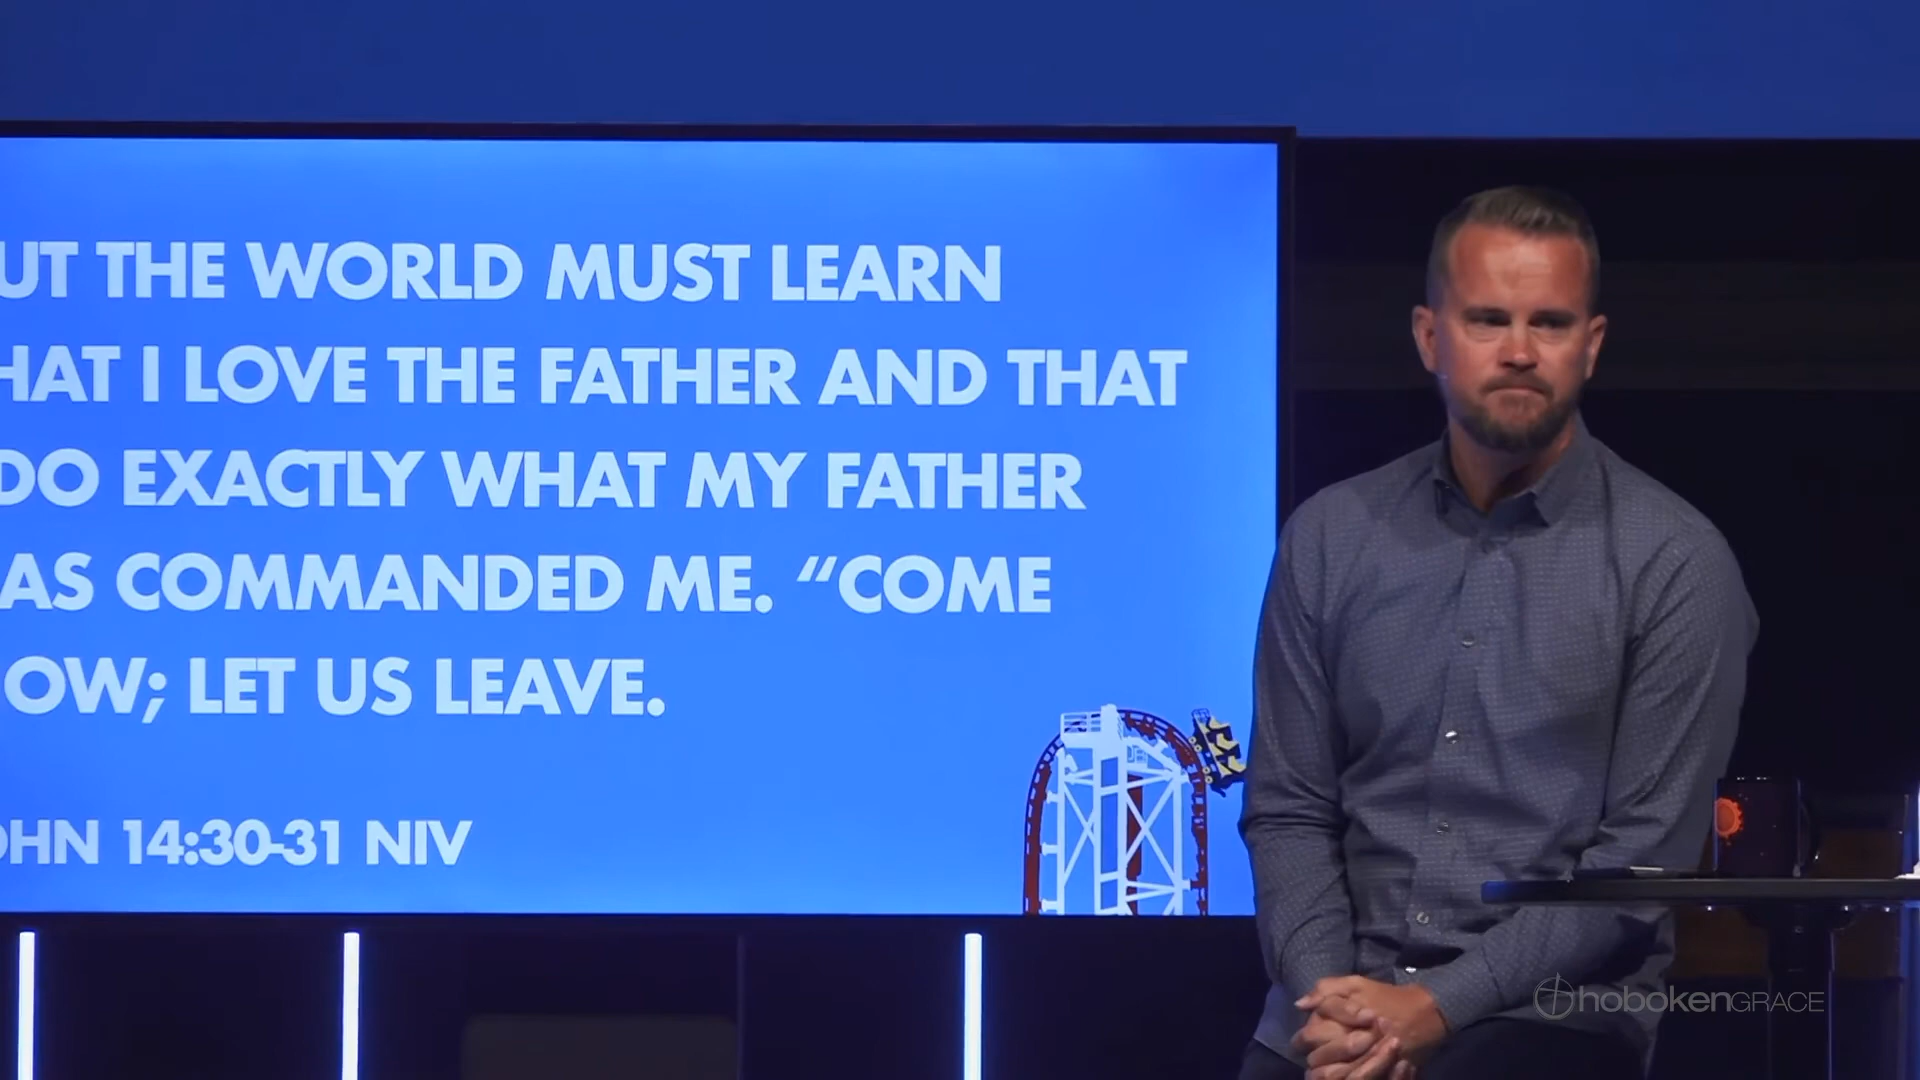 UT THE WORLD MUST LEARN
HAT I LOVE THE FATHER AND THAT
DO EXACTLY WHAT MY FATHER
AS COMMANDED ME. “COME
OW; LET US LEAVE.
OHN 14:30-31 NIV
hobokenGRACE